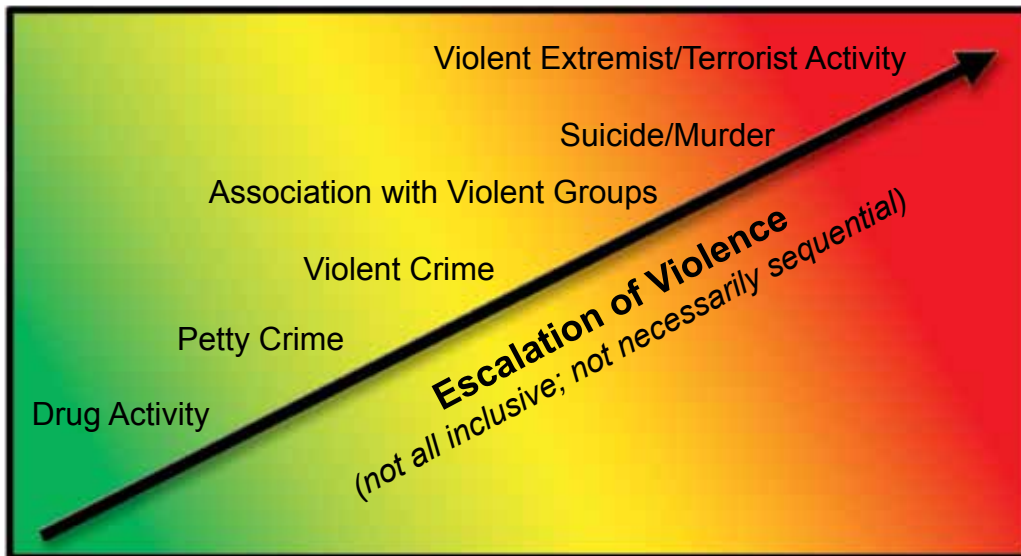 Violent Extremist/Terrorist Activity
Suicide/Murder
Association with Violent Groups
Violent Crime
Petty Crime
Drug Activity
Escalation of Violence
(not all inclusive; not necessarily sequential)